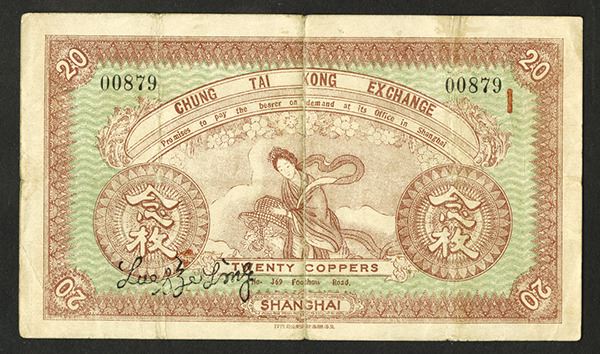 20
20
00879
00879
CHUNG TAI KONG EXCHANGE
Promises to pay the bearer on demand at its office in Shanghai
念枚
念枚
TWENTY COPPERS
No. 369 Foochow Road,
SHANGHAI
20
20